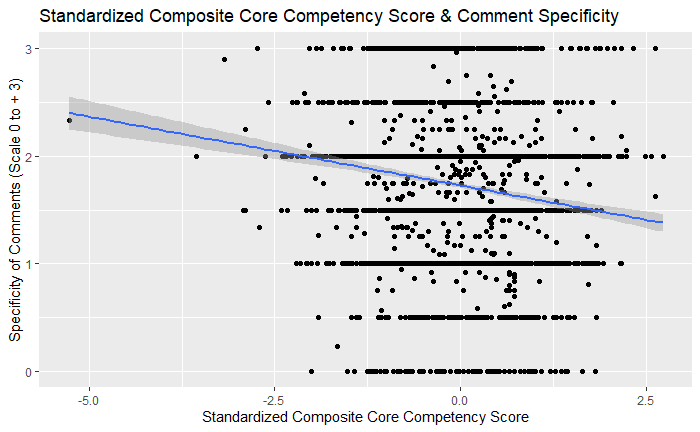 Standardized Composite Core Competency Score & Comment Specificity
Specificity of Comments (Scale 0 to + 3)
3
2
1
0
-5.0 -2.5 0.0 2.5
Standardized Composite Core Competency Score